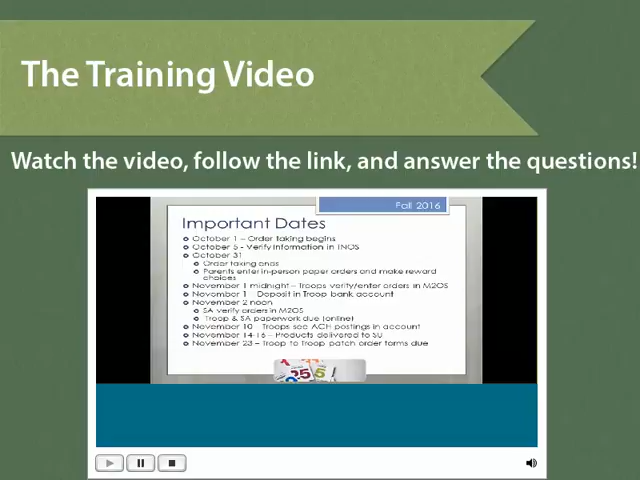 The Training Video
Watch the video, follow the link, and answer the questions!
Fall 2016
Important Dates
October 1 – Order taking begins
October 5 - Verify Information in TNOS
October 31
Order taking ends
Parents enter in-person paper orders and make reward
choices
November 1 midnight – Troops verify/enter orders in M2OS
November 1 – Deposit in Troop bank account
November 2 noon
SA verify orders in M2OS
Troop & SA paperwork due (online)
November 10 – Troops see ACH postings in account
November 14-16 – Products delivered to SU
November 23 – Troop to Troop patch order forms due
25
5